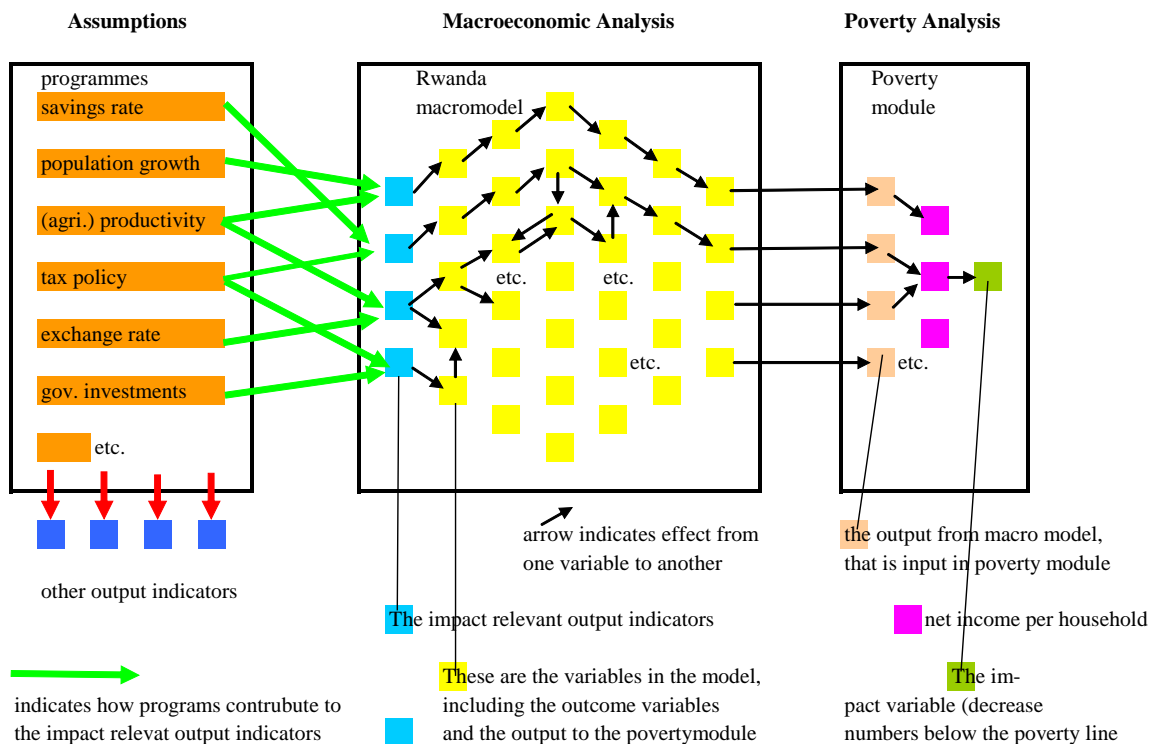 Assumptions
Macroeconomic Analysis
Poverty Analysis
programmes
savings rate
population growth
(agri.) productivity
tax policy
exchange rate
gov. investments
etc.
other output indicators
indicates how programs contrubute to
the impact relevat output indicators
Rwanda
macromodel
etc.
etc.
etc.
arrow indicates effect from
one variable to another
The impact relevant output indicators
These are the variables in the model,
including the outcome variables
and the output to the povertymodule
Poverty
module
etc.
the output from macro model,
that is input in poverty module
net income per household
The im-
pact variable (decrease
numbers below the poverty line